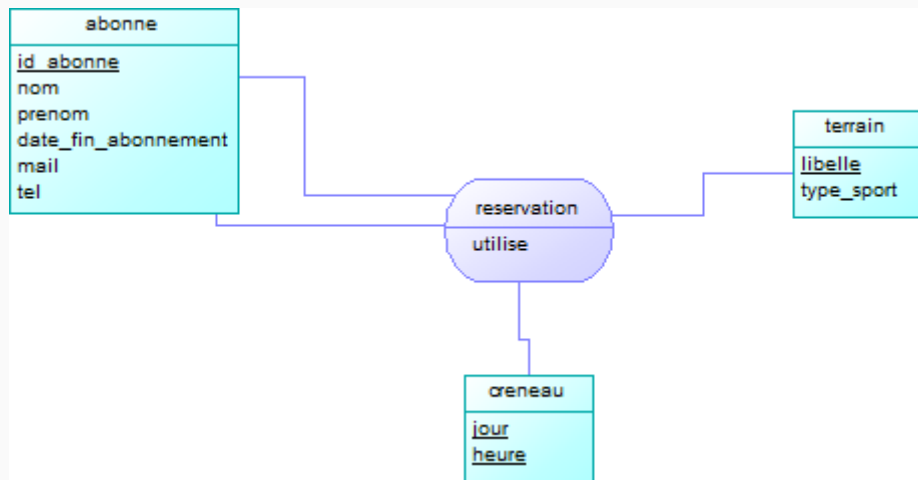 abonne
id_abonne
nom
prenom
date_fin_abonnement
mail
tel
terrain
libelle
type_sport
reservation
utilise
creneau
jour
heure